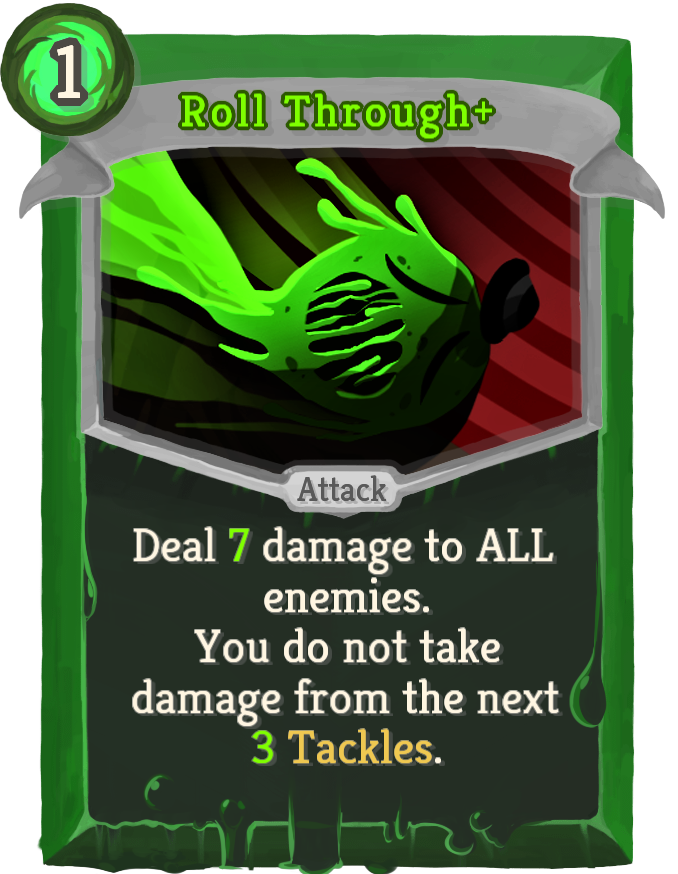 1
Roll Through+
Attack
Deal 7 damage to ALL
enemies.
You do not take
damage from the next
3 Tackles.